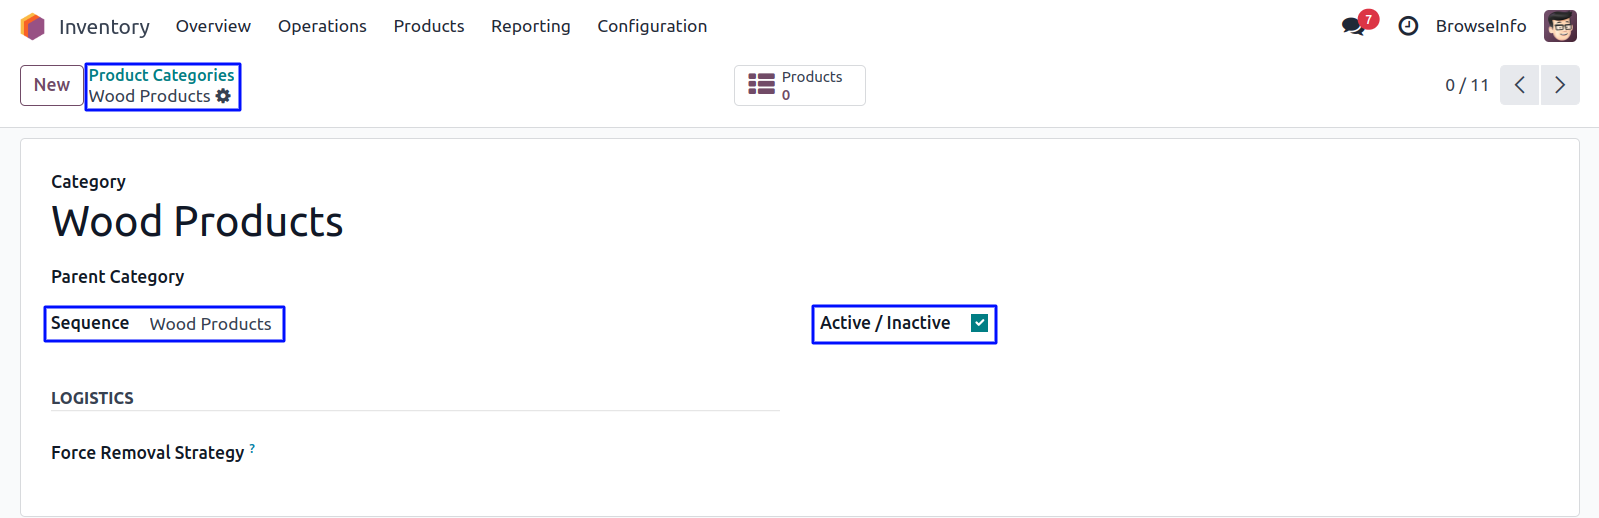 Inventory Overview Operations Products Reporting Configuration 7 BrowseInfo
New Product Categories Products 0 / 11
Wood Products 0
Category
Wood Products
Parent Category
Sequence Wood Products Active / Inactive
LOGISTICS
Force Removal Strategy ?